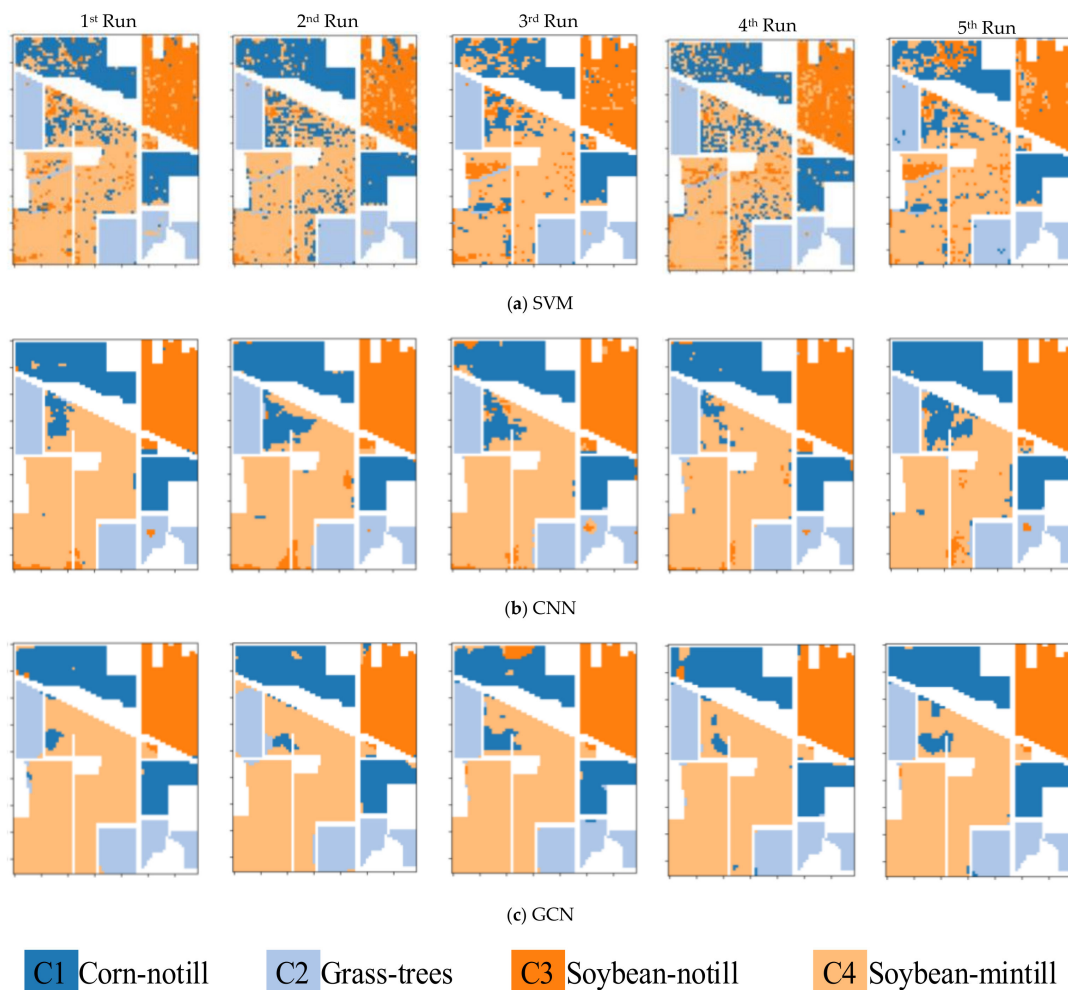 1st Run 2nd Run 3rd Run 4th Run 5th Run
(a) SVM
(b) CNN
(c) GCN
C1 Corn-notill C2 Grass-trees C3 Soybean-notill C4 Soybean-mintill